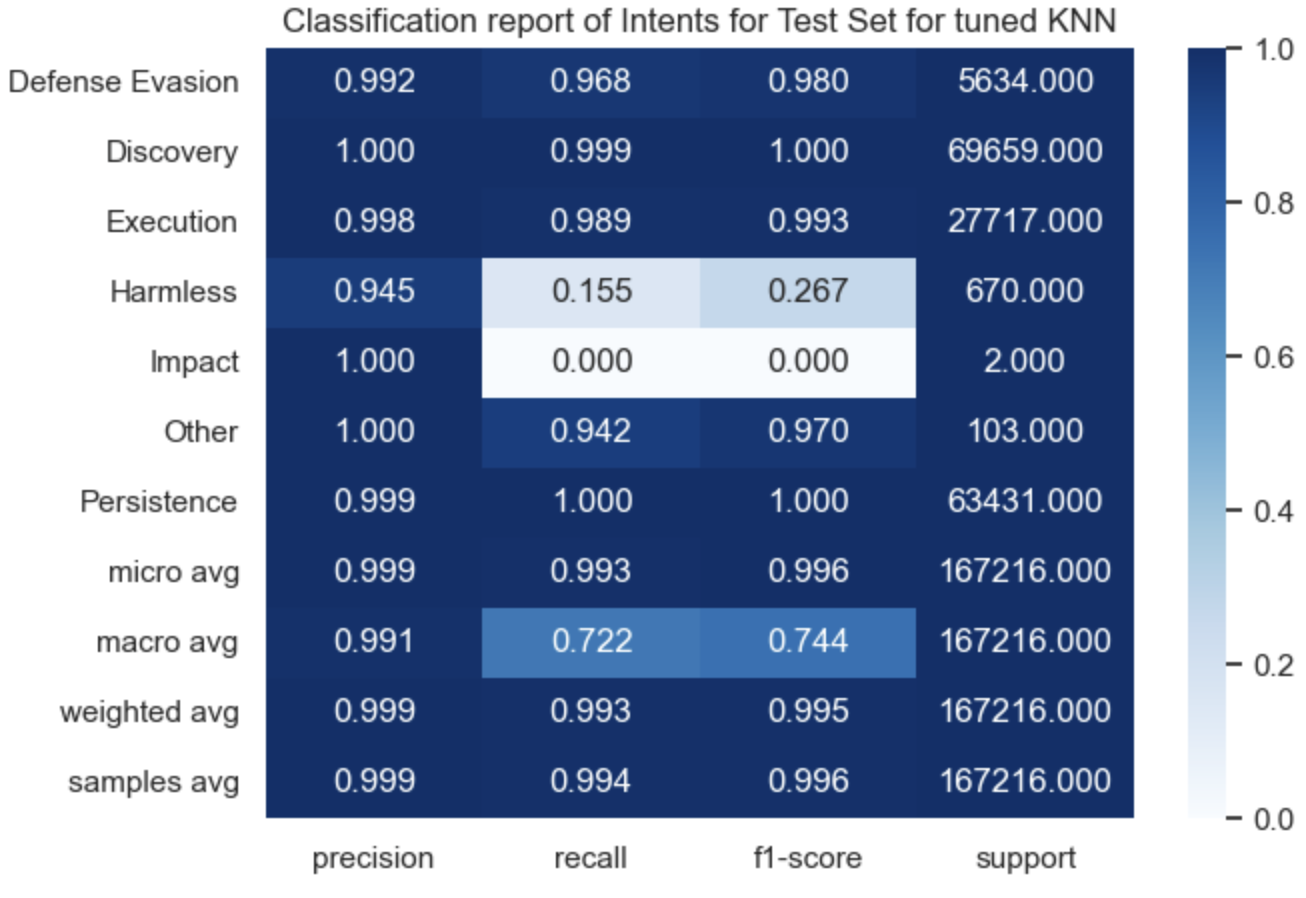 Classification report of Intents for Test Set for tuned KNN
Defense Evasion 0.992 0.968 0.980 5634.000
Discovery 1.000 0.999 1.000 69659.000
Execution 0.998 0.989 0.993 27717.000
Harmless 0.945 0.155 0.267 670.000
Impact 1.000 0.000 0.000 2.000
Other 1.000 0.942 0.970 103.000
Persistence 0.999 1.000 1.000 63431.000
micro avg 0.999 0.993 0.996 167216.000
macro avg 0.991 0.722 0.744 167216.000
weighted avg 0.999 0.993 0.995 167216.000
samples avg 0.999 0.994 0.996 167216.000
precision recall f1-score support
1.0
0.8
0.6
0.4
0.2
0.0